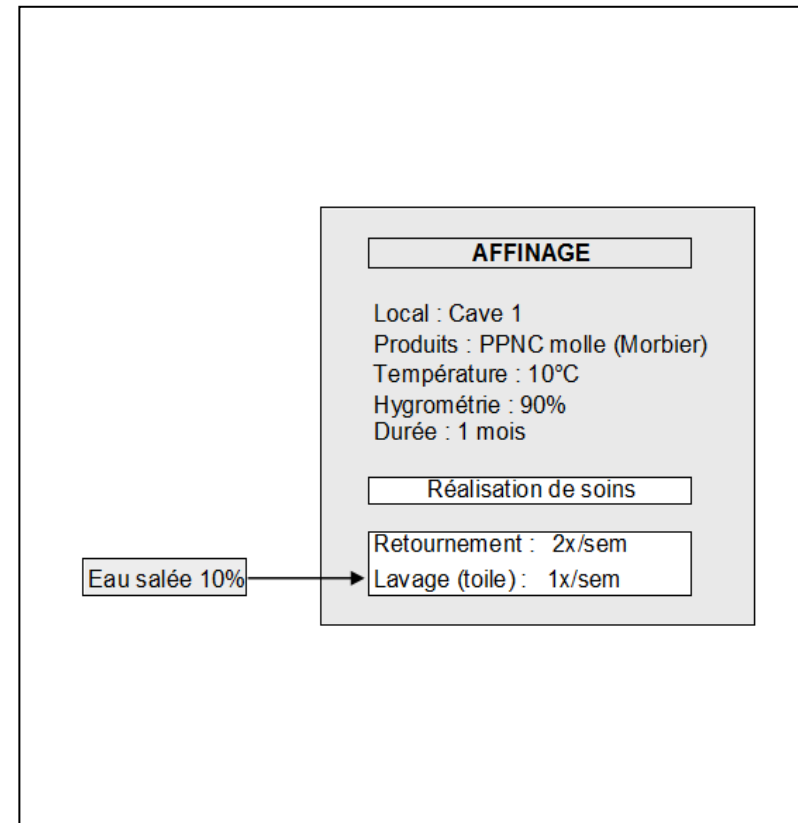 AFFINAGE
Local : Cave 1
Produits : PPNC molle (Morbier)
Température : 10°C
Hygrométrie : 90%
Durée : 1 mois
Réalisation de soins
Retournement : 2x/sem
Eau salée 10%
Lavage (toile) : 1x/sem